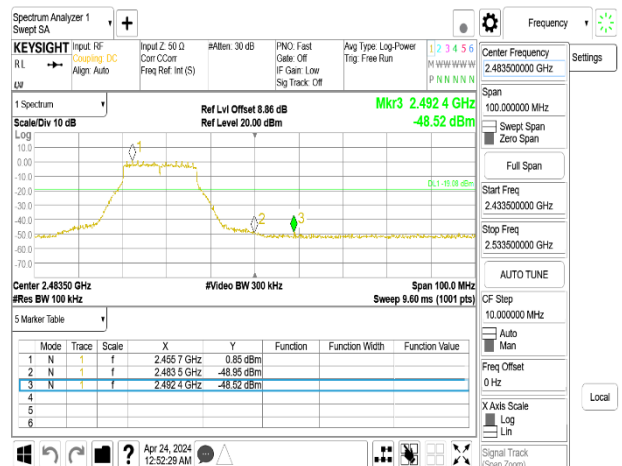 Spectrum Analyzer 1
Swept SA
Frequency
KEYSIGHT
RL
Input: RF
Coupling: DC
Align: Auto
Input Z: 50 Ω
Corr CCorr
Freq Ref: Int (S)
#Atten: 30 dB
PNO: Fast
Gate: Off
IF Gain: Low
Sig Track: Off
Avg Type: Log-Power
Trig: Free Run
1 2 3 4 5 6
M W W W W W
P N N N N N
Center Frequency
2.483500000 GHz
Settings
1 Spectrum
Scale/Div 10 dB
Ref Lvl Offset 8.86 dB
Ref Level 20.00 dBm
Mkr3 2.492 4 GHz
-48.52 dBm
Span
100.000000 MHz
Swept Span
Zero Span
Full Span
Start Freq
2.433500000 GHz
Stop Freq
2.533500000 GHz
AUTO TUNE
CF Step
10.000000 MHz
Auto
Man
Freq Offset
0 Hz
X Axis Scale
Log
Lin
Local
Signal Track
(Span Zoom)
Log
10.0
0.00
-10.0
-20.0
-30.0
-40.0
-50.0
-60.0
-70.0
1
2
3
Center 2.48350 GHz
#Video BW 300 kHz
Span 100.0 MHz
#Res BW 100 kHz
Sweep 9.60 ms (1001 pts)
5 Marker Table
Mode Trace Scale X Y Function Function Width Function Value
1 N 1 f 2.455 7 GHz 0.85 dBm
2 N 1 f 2.483 5 GHz -48.95 dBm
3 N 1 f 2.492 4 GHz -48.52 dBm
4
5
6
Apr 24, 2024
12:52:29 AM